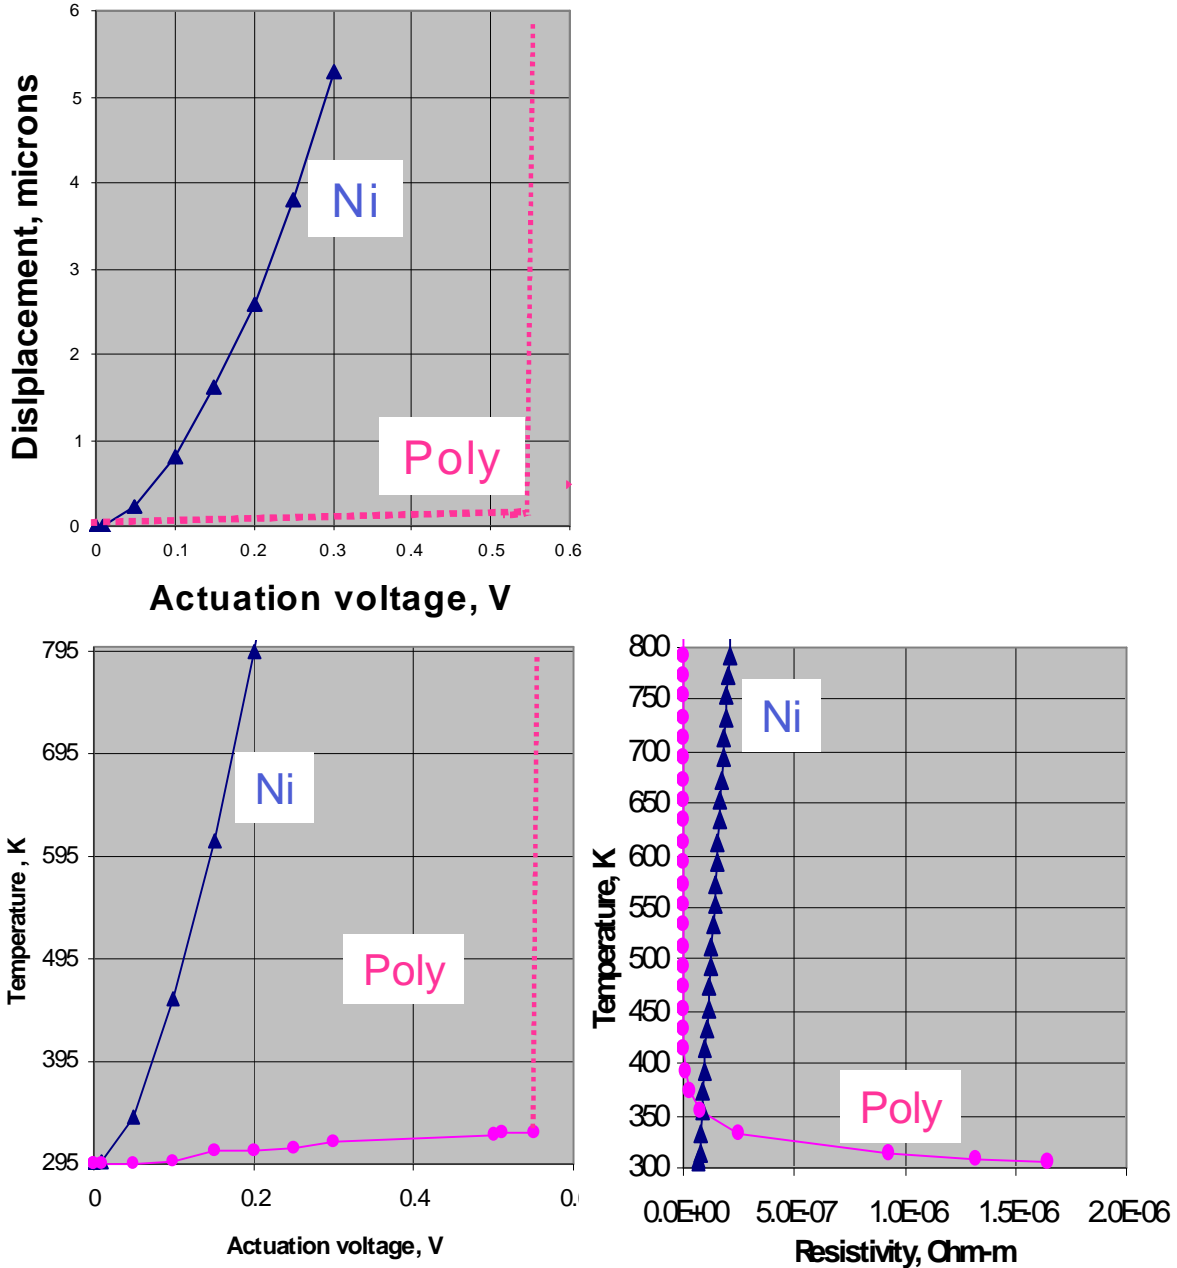 6
5
4
3
2
1
0
Dislplacement, microns
Ni
Poly
0 0.1 0.2 0.3 0.4 0.5 0.6
Actuation voltage, V
795
695
595
495
395
295
Temperature , K
Ni
Poly
0 0.2 0.4 0.
Actuation voltage, V
800
750
700
650
600
550
500
450
400
350
300
Temperature, K
Ni
Poly
0.0E+00 5.0E-07 1.0E-06 1.5E-06 2.0E-06
Resistivity, Ohm-m